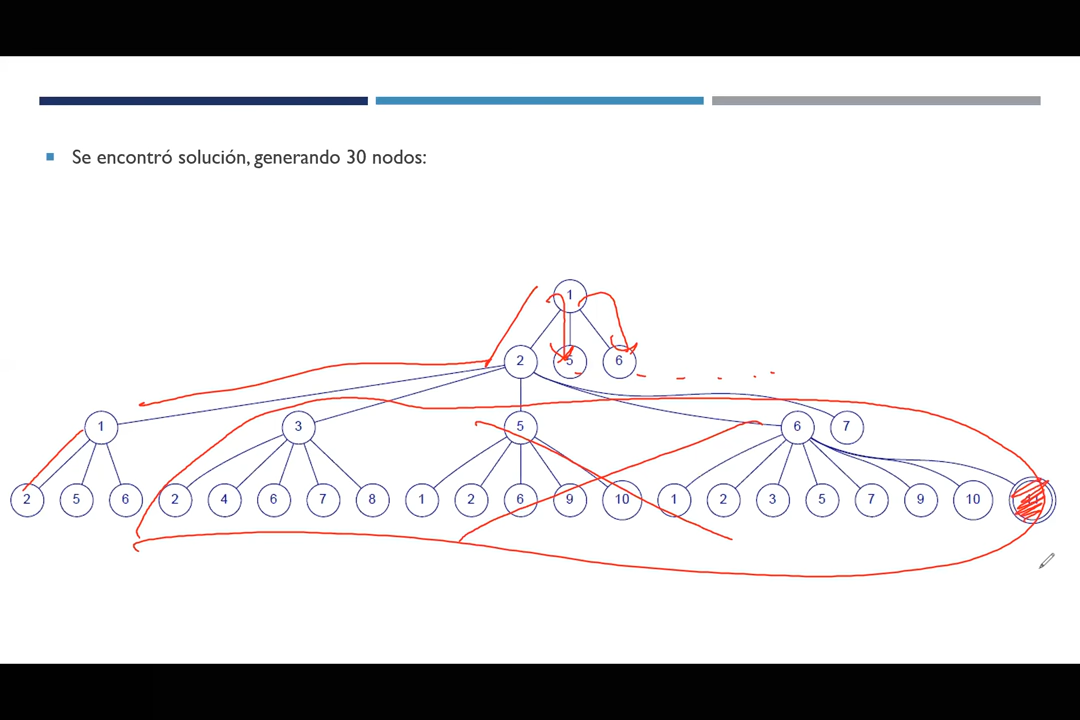 Se encontró solución, generando 30 nodos:
1
2 5 6
1 3 5 6 7
2 5 6 2 4 6 7 8 1 2 6 9 10 1 2 3 5 7 9 10